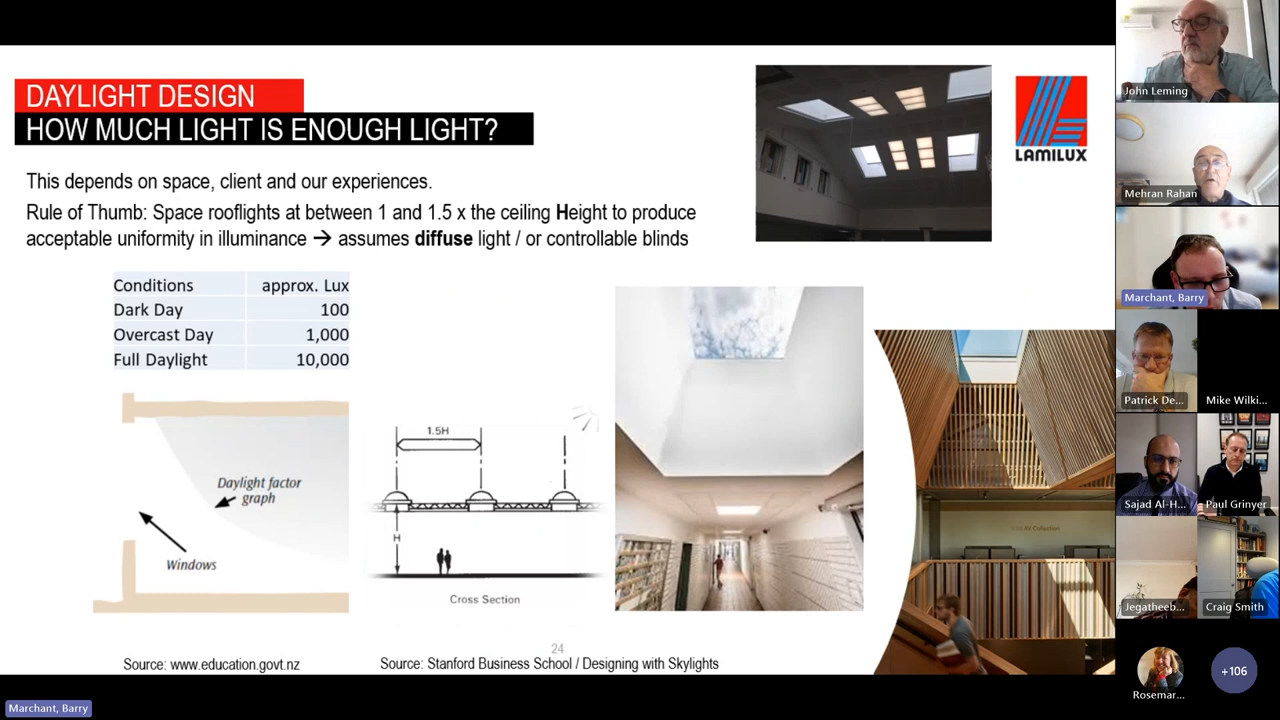 DAYLIGHT DESIGN
HOW MUCH LIGHT IS ENOUGH LIGHT?
This depends on space, client and our experiences.
Rule of Thumb: Space rooflights at between 1 and 1.5 x the ceiling Height to produce
acceptable uniformity in illuminance → assumes diffuse light / or controllable blinds
LAMILUX
Conditions approx. Lux
Dark Day 100
Overcast Day 1,000
Full Daylight 10,000
Daylight factor
graph
Windows
1.5H
H
Cross Section
24
Source: www.education.govt.nz
Source: Stanford Business School / Designing with Skylights
Marchant, Barry
John Leming
Mehran Rahan
Marchant, Barry
Patrick De...
Mike Wilki...
Sajad Al-H...
Paul Grinyer
Jegatheeb...
Craig Smith
Rosemar...
+106